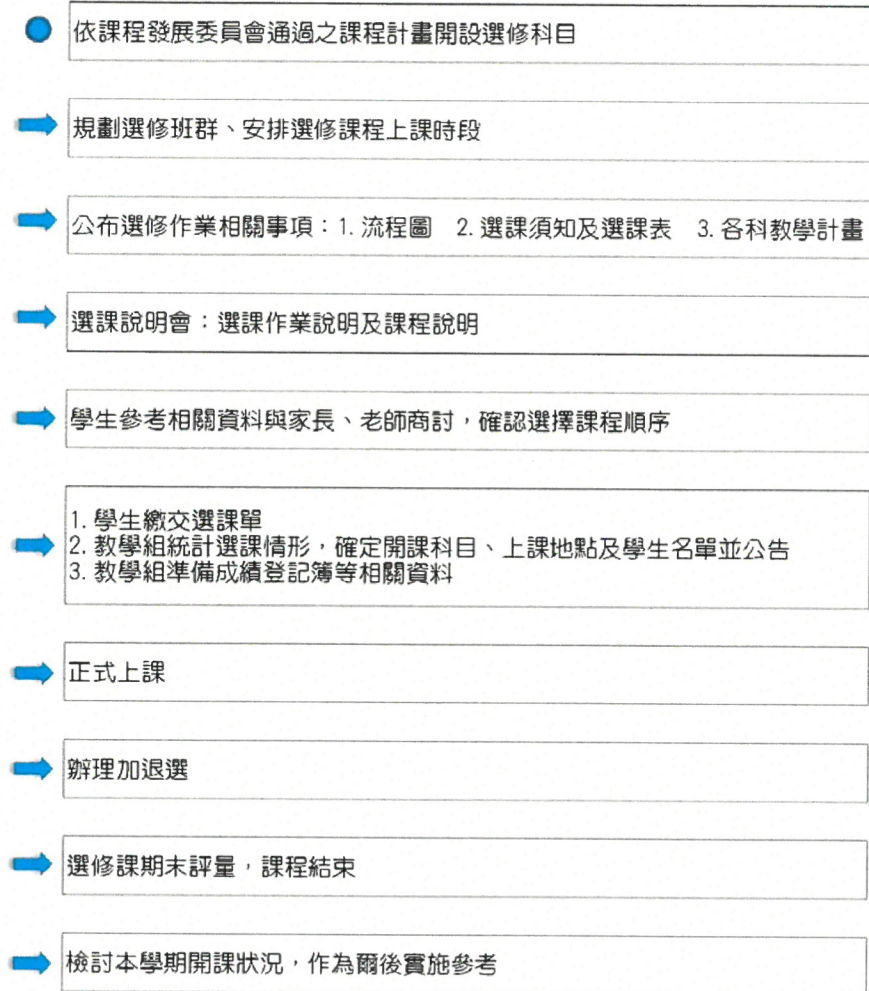 依課程發展委員會通過之課程計畫開設選修科目
規劃選修班群、安排選修課程上課時段
公布選修作業相關事項：1. 流程圖　2. 選課須知及選課表　3. 各科教學計畫
選課說明會：選課作業說明及課程說明
學生參考相關資料與家長、老師商討，確認選擇課程順序
1. 學生繳交選課單
2. 教學組統計選課情形，確定開課科目、上課地點及學生名單並公告
3. 教學組準備成績登記簿等相關資料
正式上課
辦理加退選
選修課期末評量，課程結束
檢討本學期開課狀況，作為爾後實施參考